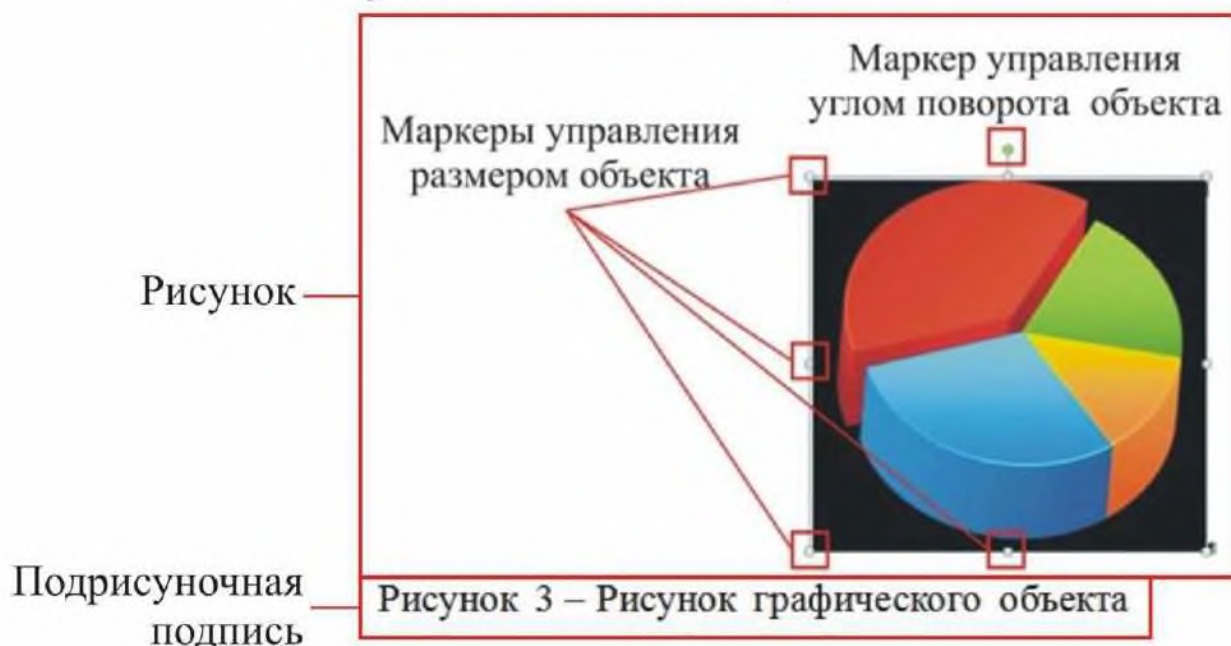 Маркер управления
углом поворота объекта
Маркеры управления
размером объекта
Рисунок
Подрисуночная
подпись
Рисунок 3 – Рисунок графического объекта